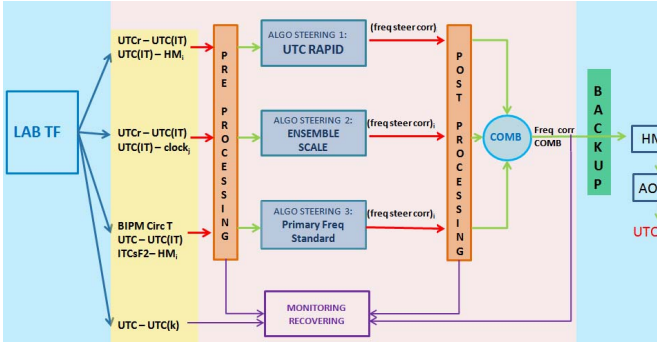 LAB TF
UTCr – UTC(IT)
UTC(IT) – HMi
UTCr – UTC(IT)
UTC(IT) – clockj
BIPM Circ T
UTC – UTC(IT)
ITCsF2 – HMi
UTC – UTC(k)
PRE PROCESSING
ALGO STEERING 1:
UTC RAPID
ALGO STEERING 2:
ENSEMBLE
SCALE
ALGO STEERING 3:
Primary Freq
Standard
(freq steer corr)
(freq steer corr)i
(freq steer corr)i
POST PROCESSING
COMB
Freq corr
COMB
MONITORING
RECOVERING
BACKUP
HM
AO
UTC